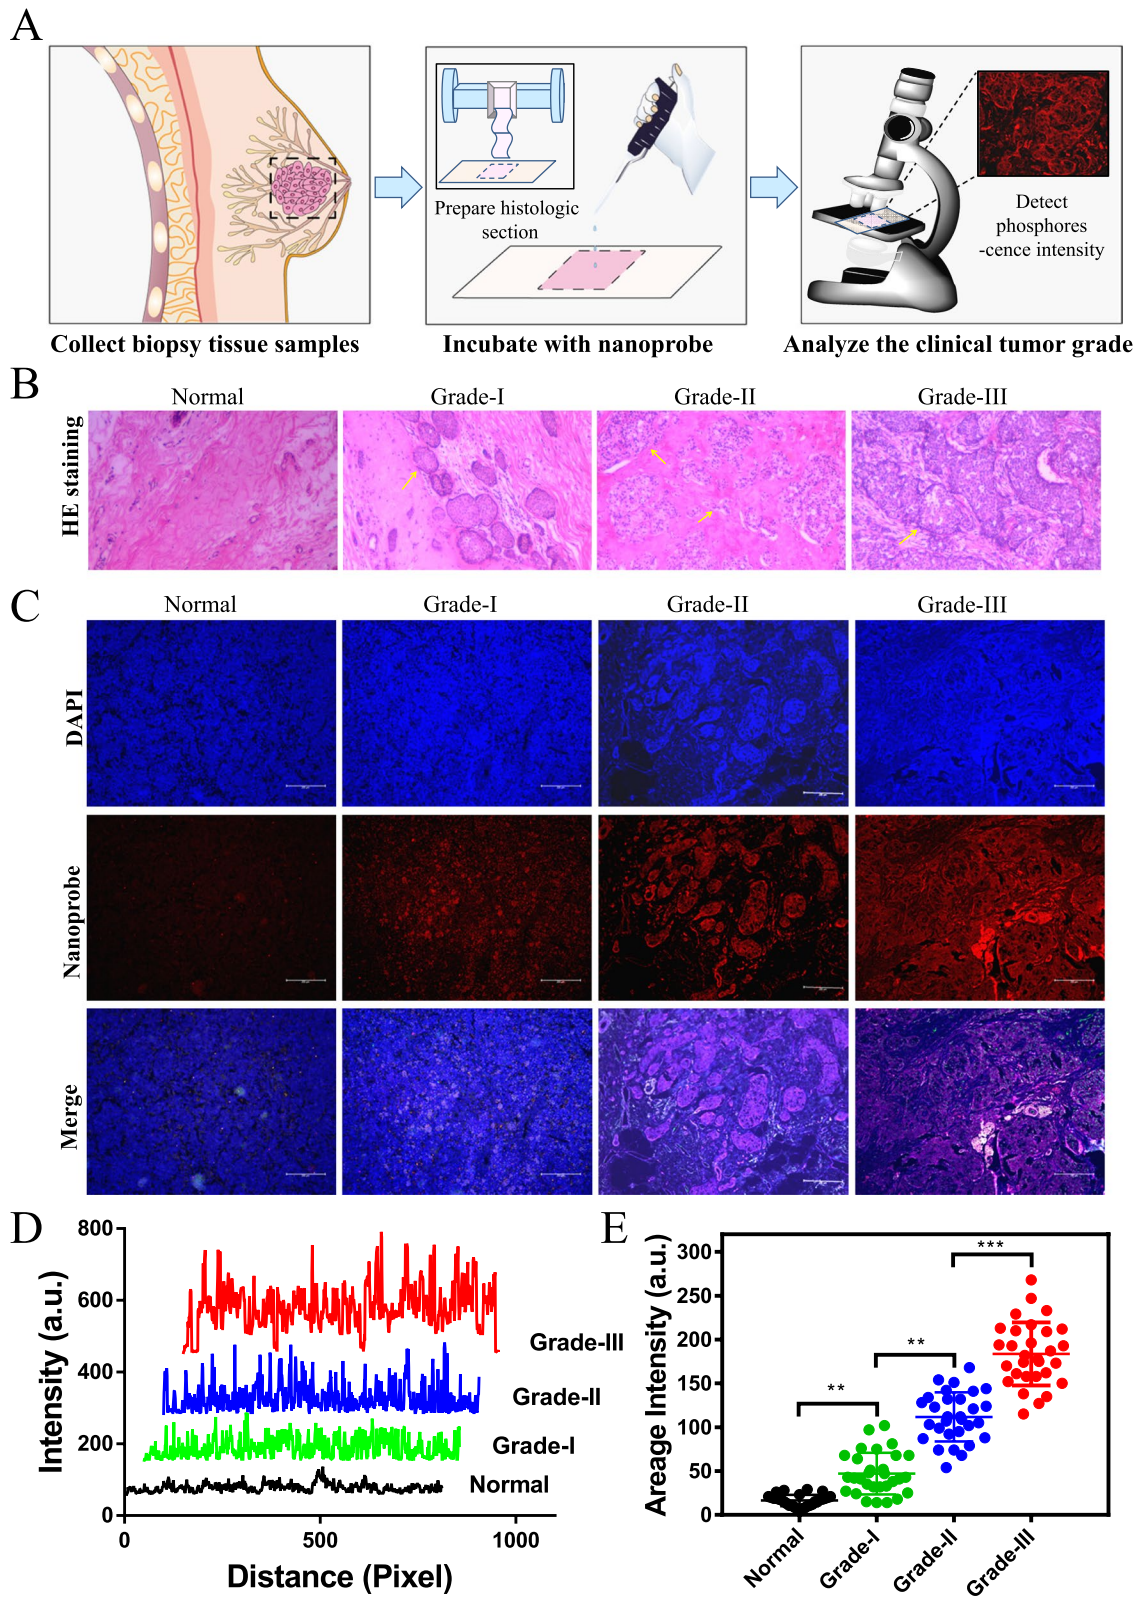 A
Prepare histologic
section
Detect
phosphores
-cence intensity
Collect biopsy tissue samples
Incubate with nanoprobe
Analyze the clinical tumor grade
B
Normal
Grade-I
Grade-II
Grade-III
HE staining
C
Normal
Grade-I
Grade-II
Grade-III
DAPI
Nanoprobe
Merge
D
Intensity (a.u.)
800
600
400
200
0
Grade-III
Grade-II
Grade-I
Normal
0
500
1000
Distance (Pixel)
E
Areage Intensity (a.u.)
300
250
200
150
100
50
0
**
**
***
Normal
Grade-I
Grade-II
Grade-III